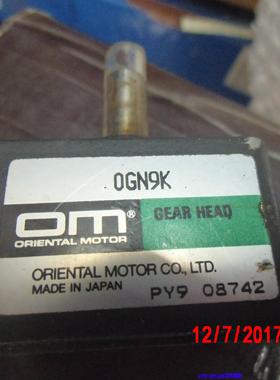 0GN9K
om®
GEAR HEAD
ORIENTAL MOTOR
ORIENTAL MOTOR CO., LTD.
MADE IN JAPAN PY9 08742
12/7/2017